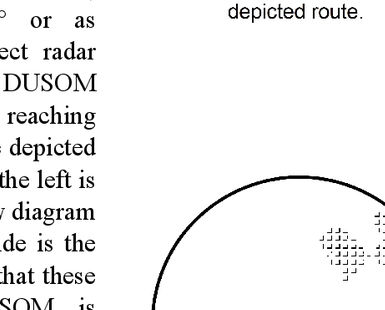 ° or as
ect radar
DUSOM
reaching
depicted
the left is
diagram
de is the
that these
SOM is
depicted route.